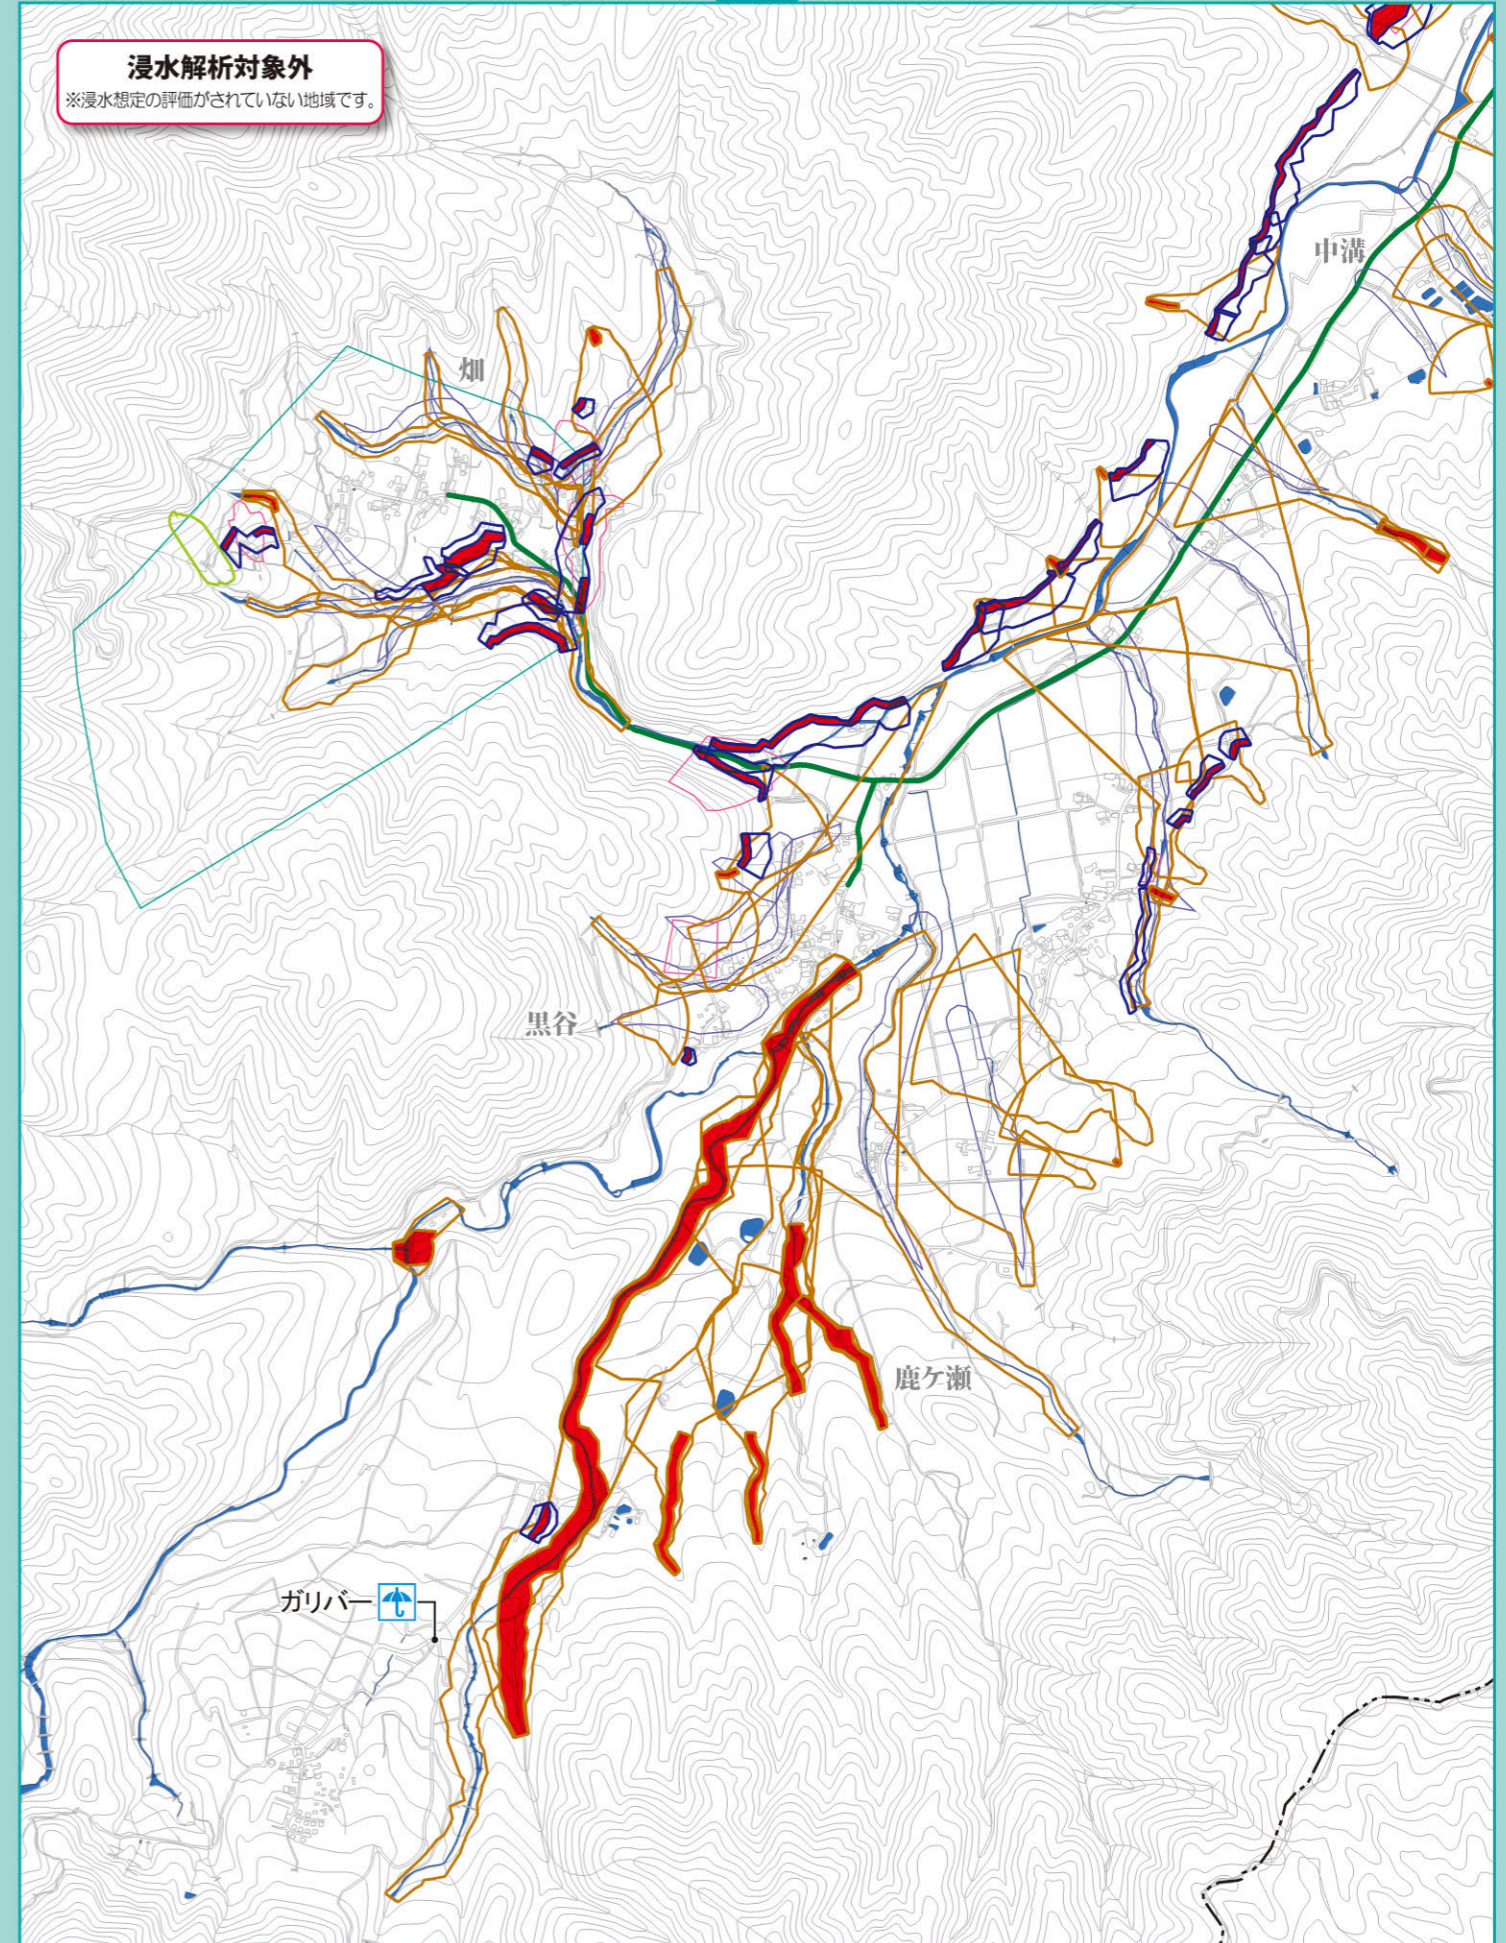 浸水解析対象外
※浸水想定の評価がされていない地域です。
中溝
畑
黒谷
鹿ケ瀬
ガリバー